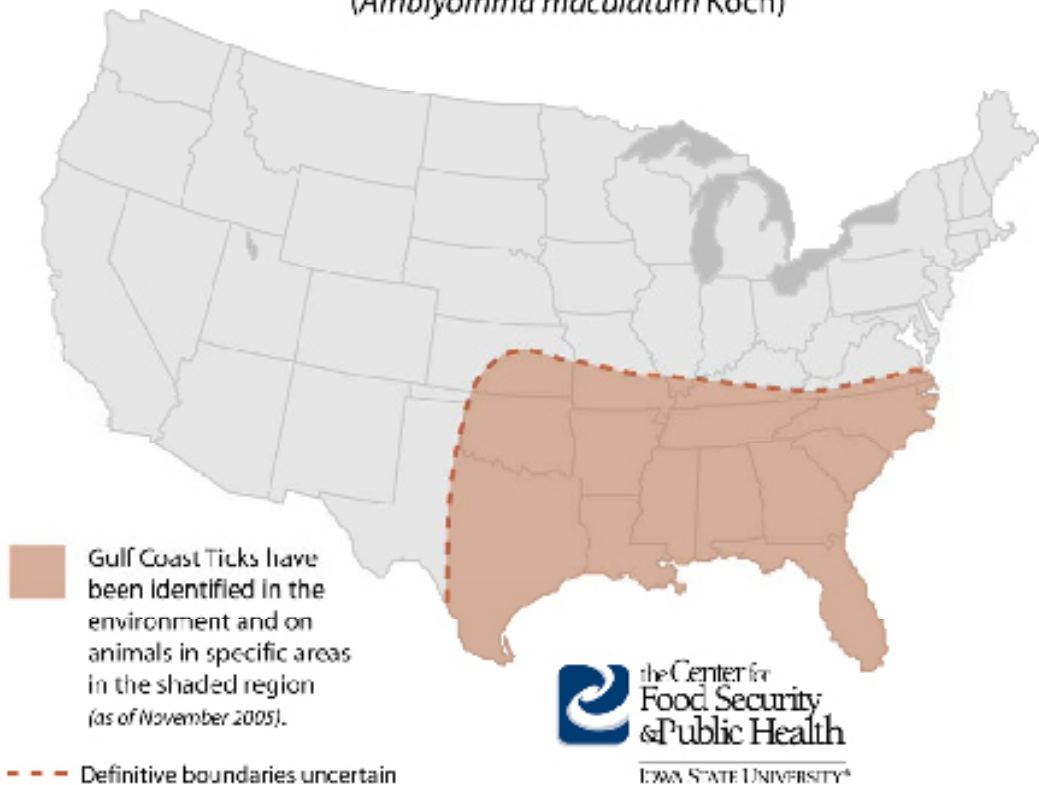 (Amblyomma maculatum Koch)
Gulf Coast Ticks have
been identified in the
environment and on
animals in specific areas
in the shaded region
(as of November 2005).
Definitive boundaries uncertain
the Center for
Food Security
&Public Health
IOWA STATE UNIVERSITY®